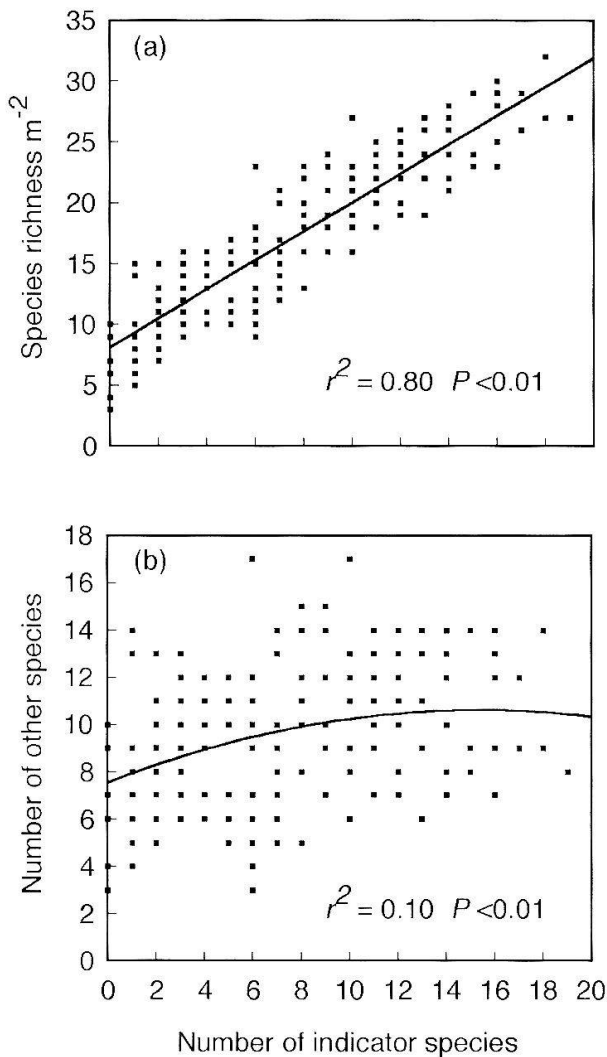 (a)
Species richness m⁻²
35
30
25
20
15
10
5
0
r² = 0.80 P <0.01
(b)
Number of other species
18
16
14
12
10
8
6
4
2
0
r² = 0.10 P <0.01
0 2 4 6 8 10 12 14 16 18 20
Number of indicator species